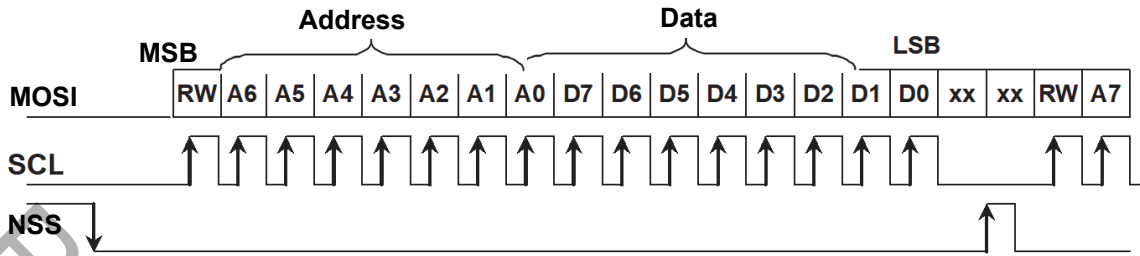 Address Data
MSB LSB
MOSI RW A6 A5 A4 A3 A2 A1 A0 D7 D6 D5 D4 D3 D2 D1 D0 xx xx RW A7
SCL
NSS